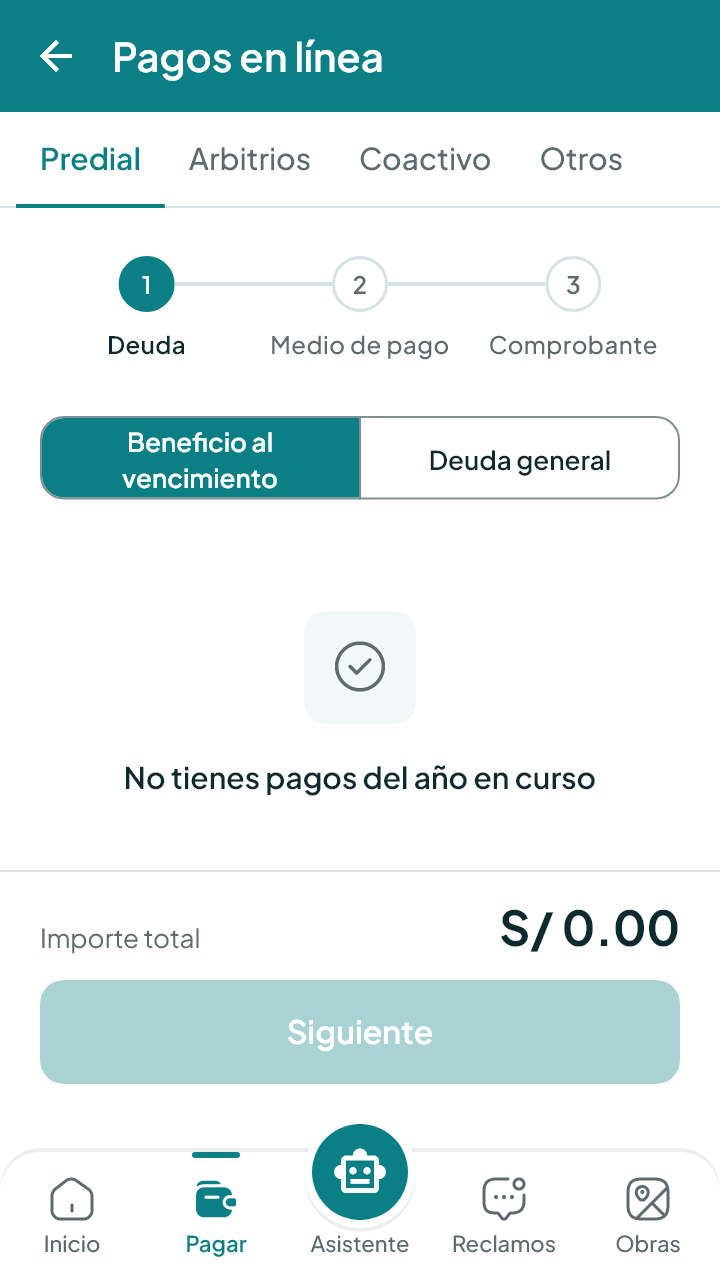 Pagos en línea
Predial Arbitrios Coactivo Otros
1 2 3
Deuda Medio de pago Comprobante
Beneficio al
vencimiento
Deuda general
No tienes pagos del año en curso
Importe total S/ 0.00
Siguiente
Inicio Pagar Asistente Reclamos Obras